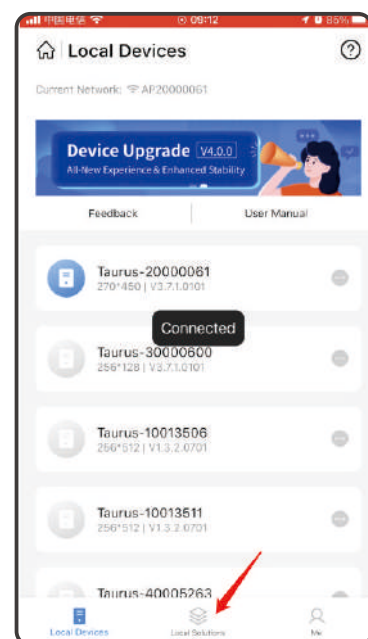 中国电信 09:12 85%
Local Devices
Current Network: AP20000061
Device Upgrade V4.0.0
All-New Experience & Enhanced Stability
Feedback User Manual
Taurus-20000061
270*450 | V3.7.1.0101
Connected
Taurus-30000600
256*128 | V3.7.1.0101
Taurus-10013506
256*512 | V1.3.2.0701
Taurus-10013511
256*512 | V1.3.2.0701
Taurus-40005263
Local Devices Local Solutions Me